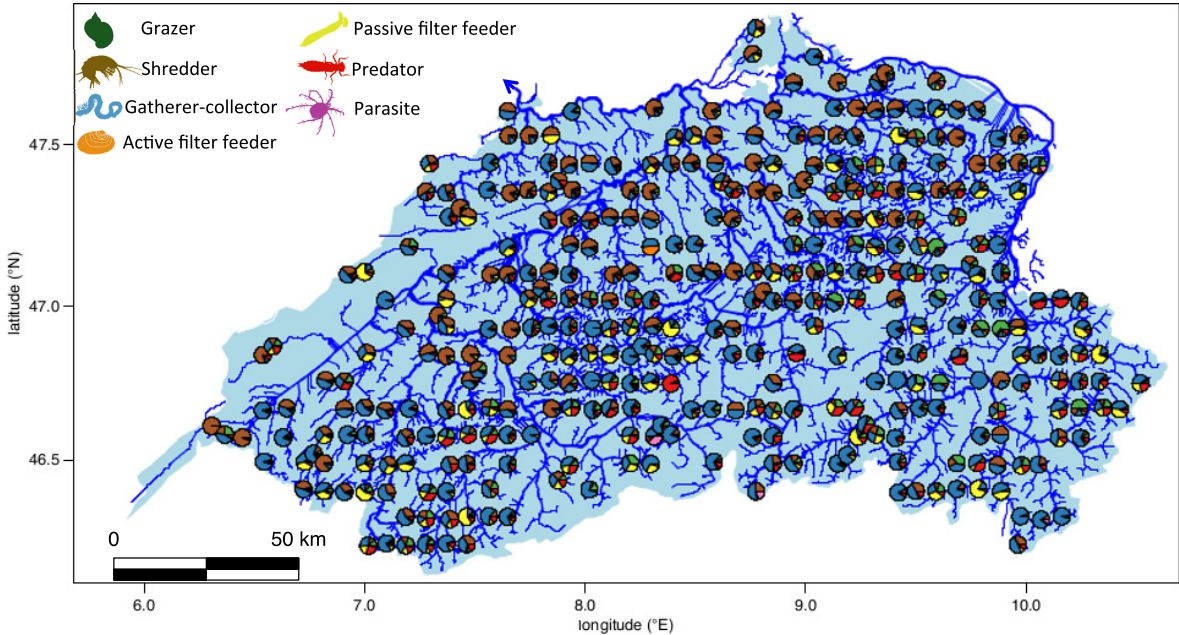 Grazer
Passive filter feeder
Shredder
Predator
Gatherer-collector
Parasite
Active filter feeder
47.5
47.0
46.5
latitude (°N)
0
50 km
6.0
7.0
8.0
9.0
10.0
longitude (°E)